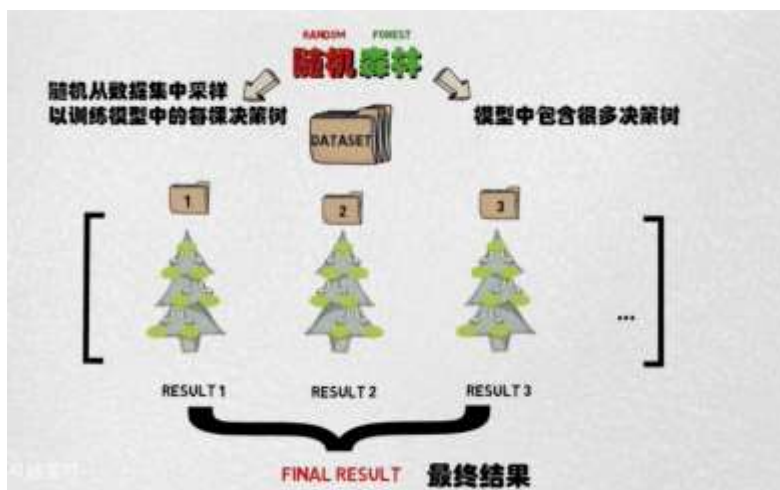 RANDOM FOREST
随机森林
随机从数据集中采样
以训练模型中的每棵决策树
模型中包含很多决策树
DATASET
1
2
3
...
RESULT 1
RESULT 2
RESULT 3
FINAL RESULT 最终结果